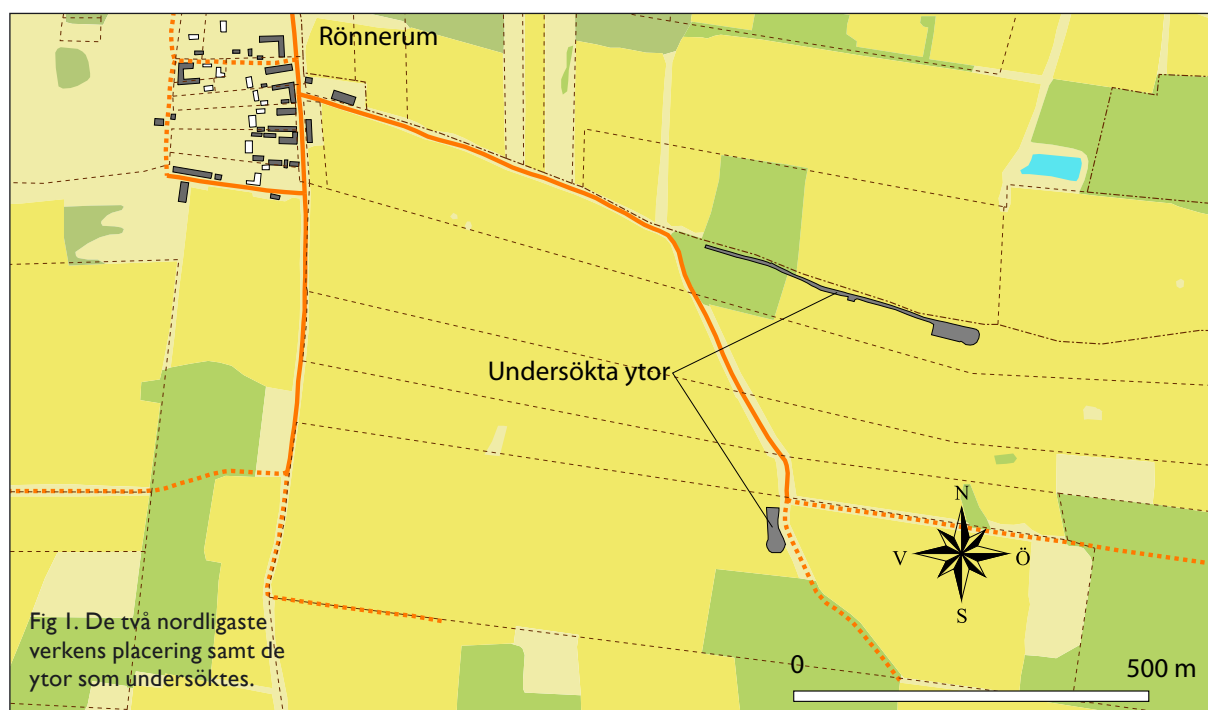 Rönnerum
Undersökta ytor
N
V
Ö
S
Fig 1. De två nordligaste
verkens placering samt de
ytor som undersöktes.
0
500 m